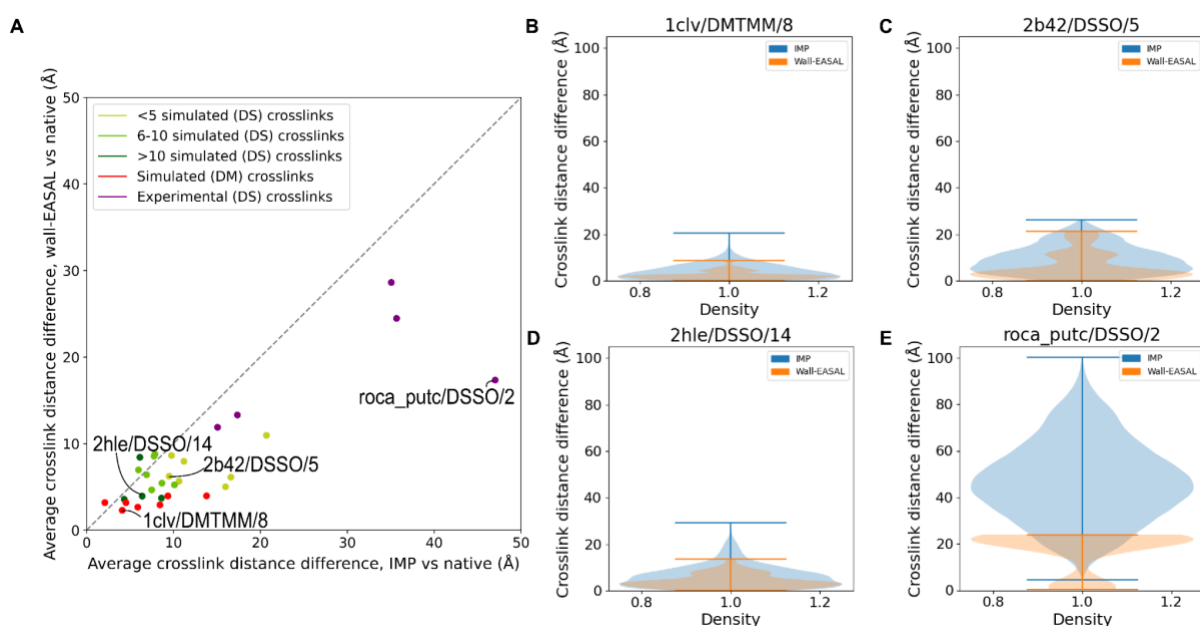 A
Average crosslink distance difference, wall-EASAL vs native (Å)
50
40
30
20
10
0
<5 simulated (DS) crosslinks
6-10 simulated (DS) crosslinks
>10 simulated (DS) crosslinks
Simulated (DM) crosslinks
Experimental (DS) crosslinks
roca_putc/DSSO/2
2hle/DSSO/14
2b42/DSSO/5
1clv/DMTMM/8
0 10 20 30 40 50
Average crosslink distance difference, IMP vs native (Å)
B
1clv/DMTMM/8
Crosslink distance difference (Å)
100
80
60
40
20
0
IMP
Wall-EASAL
0.8 1.0 1.2
Density
C
2b42/DSSO/5
Crosslink distance difference (Å)
100
80
60
40
20
0
IMP
Wall-EASAL
0.8 1.0 1.2
Density
D
2hle/DSSO/14
Crosslink distance difference (Å)
100
80
60
40
20
0
IMP
Wall-EASAL
0.8 1.0 1.2
Density
E
roca_putc/DSSO/2
Crosslink distance difference (Å)
100
80
60
40
20
0
IMP
Wall-EASAL
0.8 1.0 1.2
Density